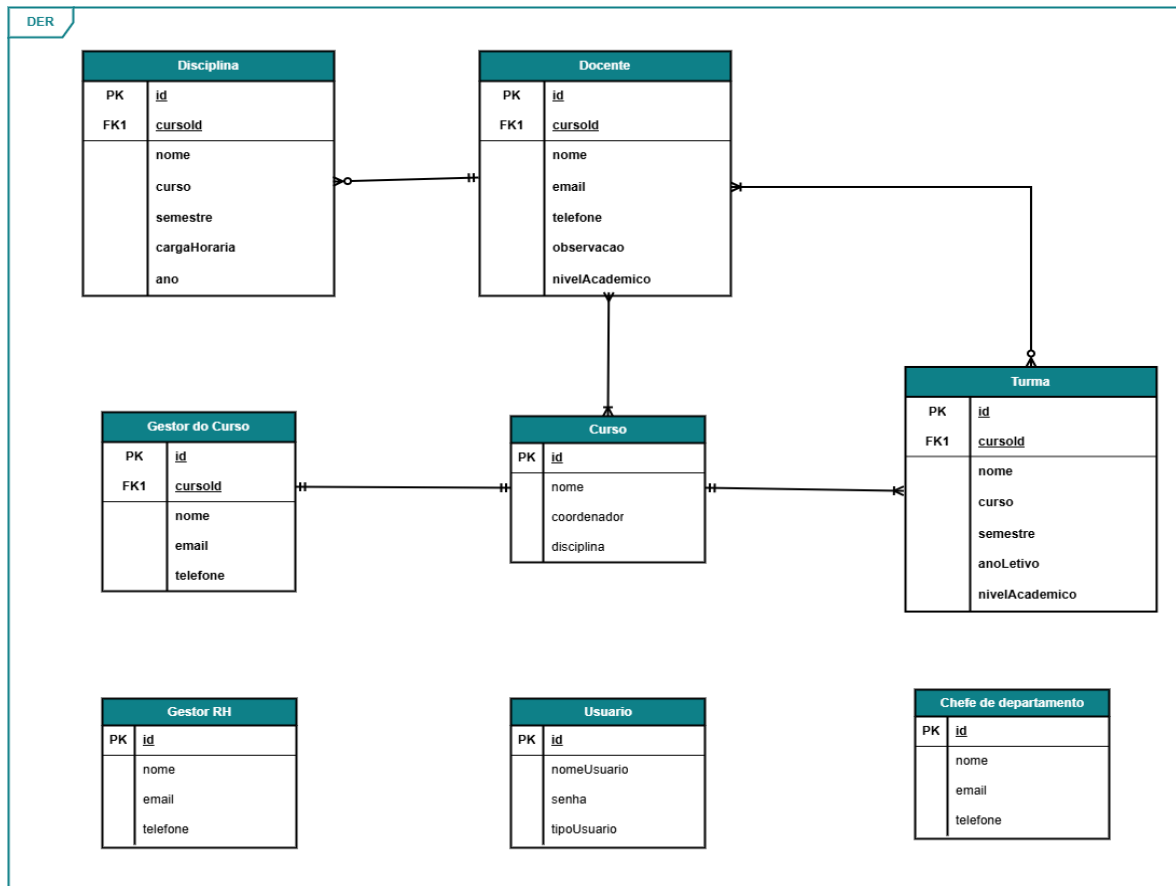 DER
Disciplina
PK id
FK1 cursoId
nome
curso
semestre
cargaHoraria
ano
Docente
PK id
FK1 cursoId
nome
email
telefone
observacao
nivelAcademico
Gestor do Curso
PK id
FK1 cursoId
nome
email
telefone
Curso
PK id
nome
coordenador
disciplina
Turma
PK id
FK1 cursoId
nome
curso
semestre
anoLetivo
nivelAcademico
Gestor RH
PK id
nome
email
telefone
Usuario
PK id
nomeUsuario
senha
tipoUsuario
Chefe de departamento
PK id
nome
email
telefone